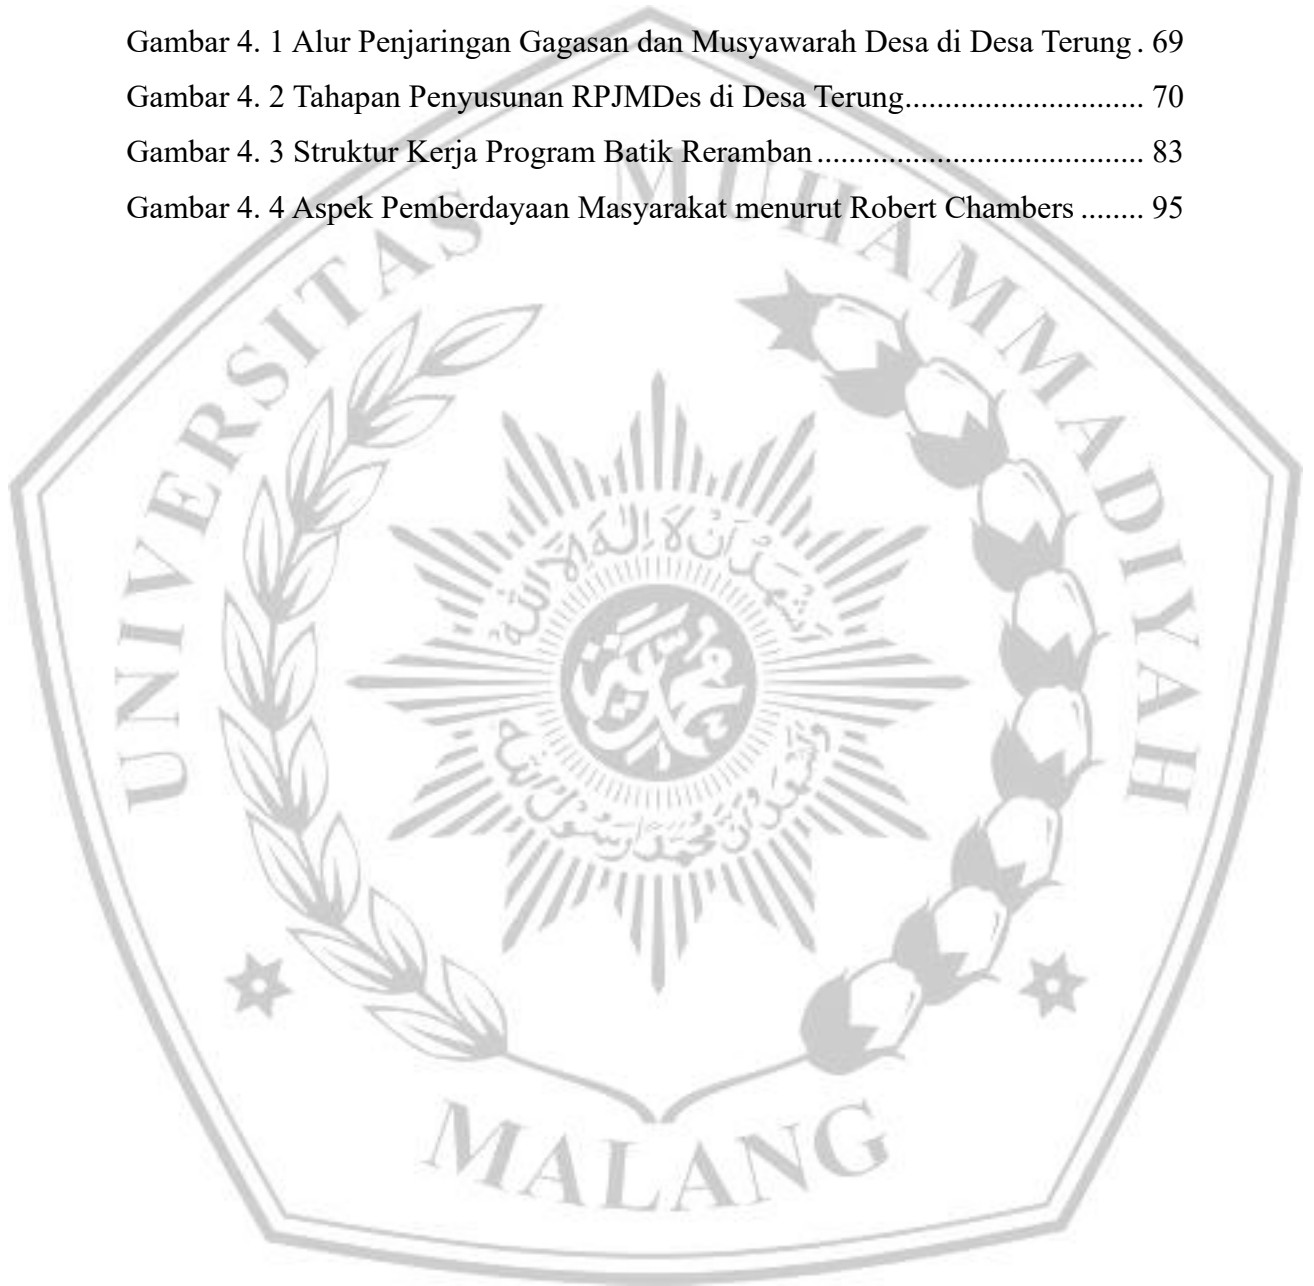 Gambar 4. 1 Alur Penjaringan Gagasan dan Musyawarah Desa di Desa Terung . 69
Gambar 4. 2 Tahapan Penyusunan RPJMDes di Desa Terung............................ 70
Gambar 4. 3 Struktur Kerja Program Batik Reramban ...................................... 83
Gambar 4. 4 Aspek Pemberdayaan Masyarakat menurut Robert Chambers ........ 95
UNIVERSITAS MUHAMMADIYAH
MALANG